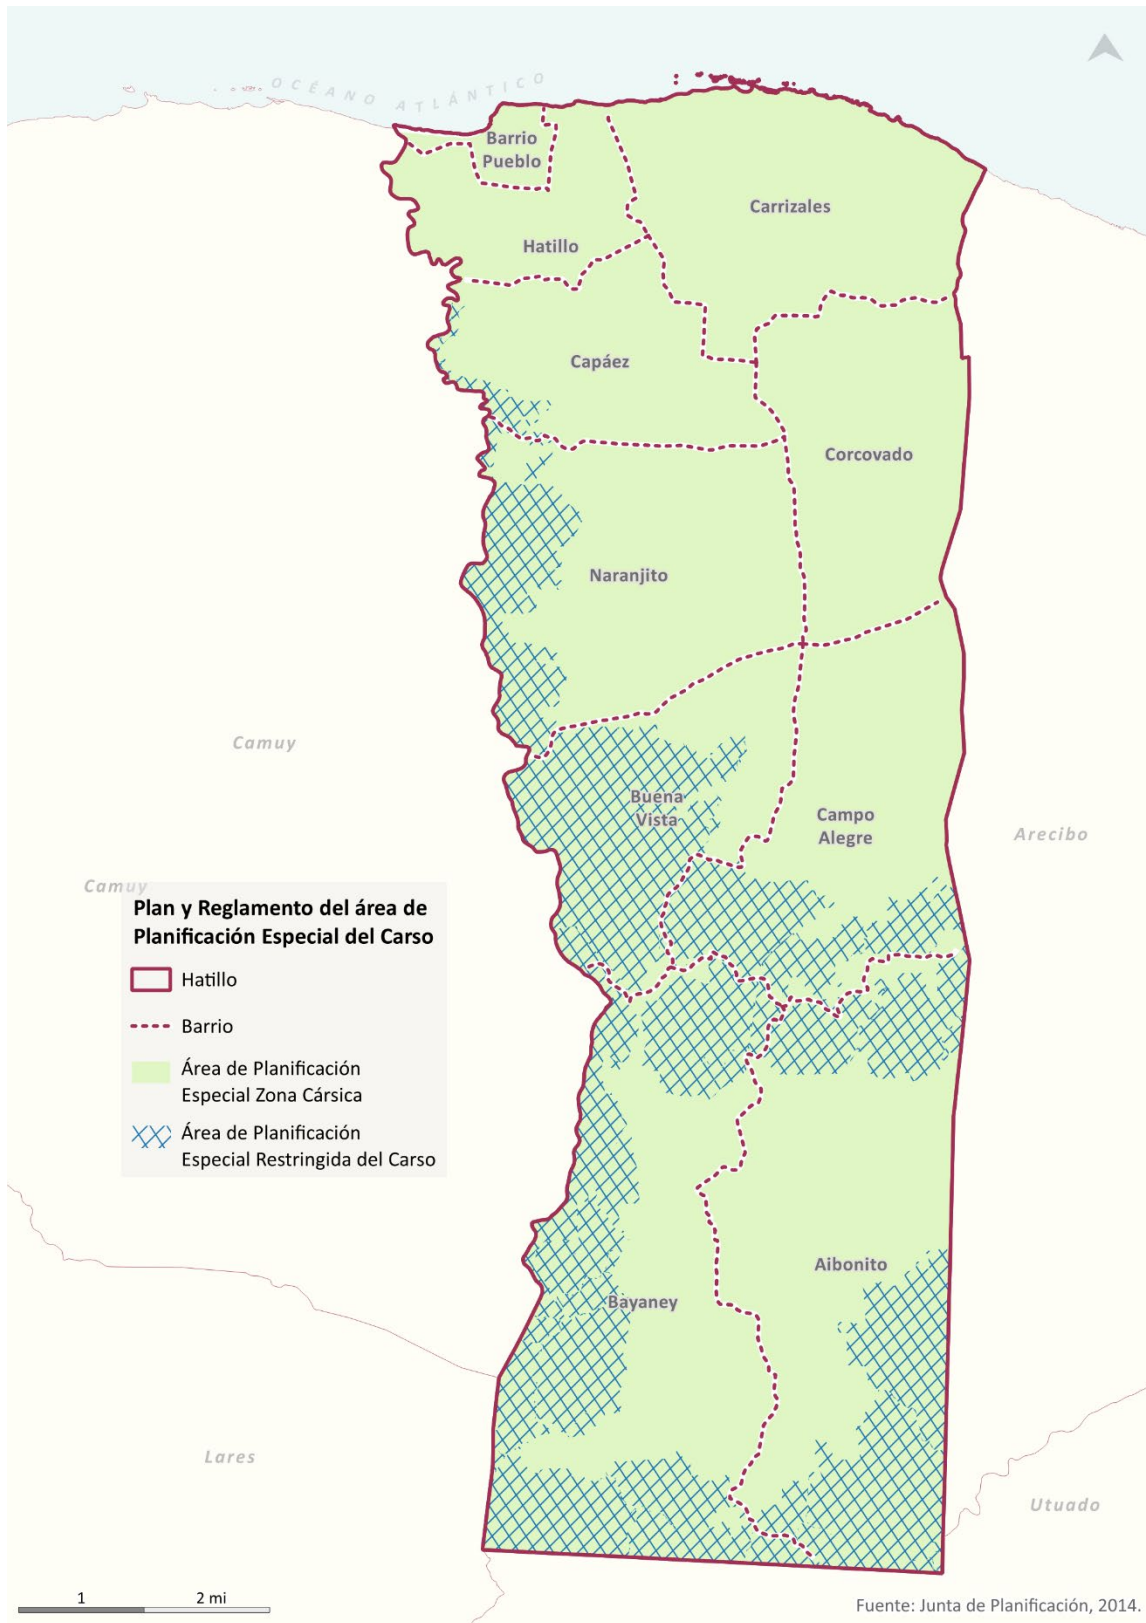 OCÉANO ATLÁNTICO
Barrio
Pueblo
Carrizales
Hatillo
Capáez
Corcovado
Naranjito
Camuy
Buena
Vista
Campo
Alegre
Arecibo
Camuy
Plan y Reglamento del área de
Planificación Especial del Carso
Hatillo
Barrio
Área de Planificación
Especial Zona Cársica
Área de Planificación
Especial Restringida del Carso
Aibonito
Bayaney
Lares
Utuado
1 2 mi
Fuente: Junta de Planificación, 2014.